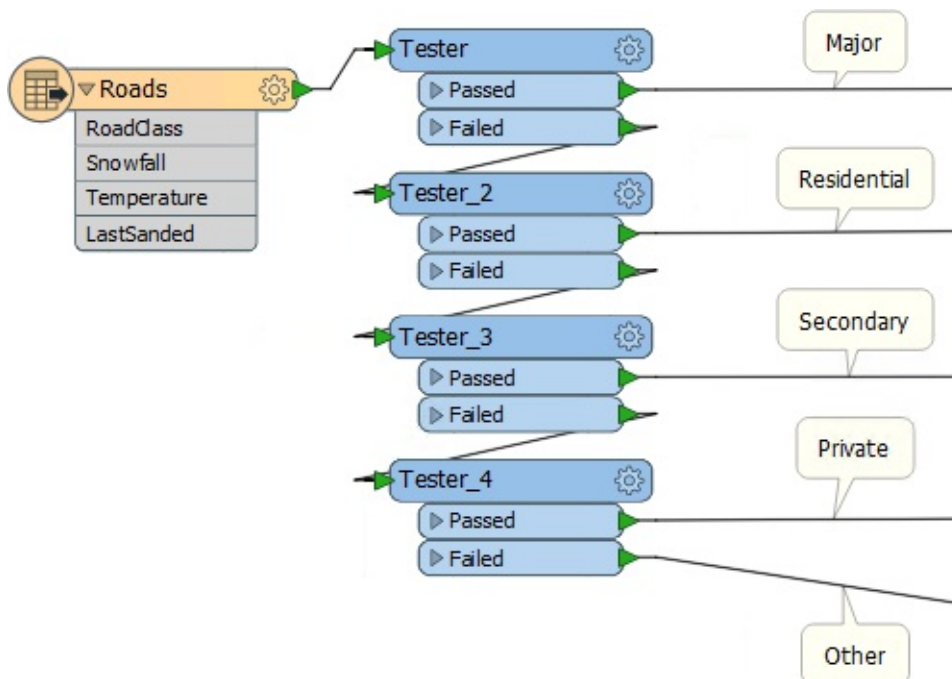 Roads
RoadClass
Snowfall
Temperature
LastSanded
Tester
Passed
Failed
Major
Tester_2
Passed
Failed
Residential
Tester_3
Passed
Failed
Secondary
Tester_4
Passed
Failed
Private
Other